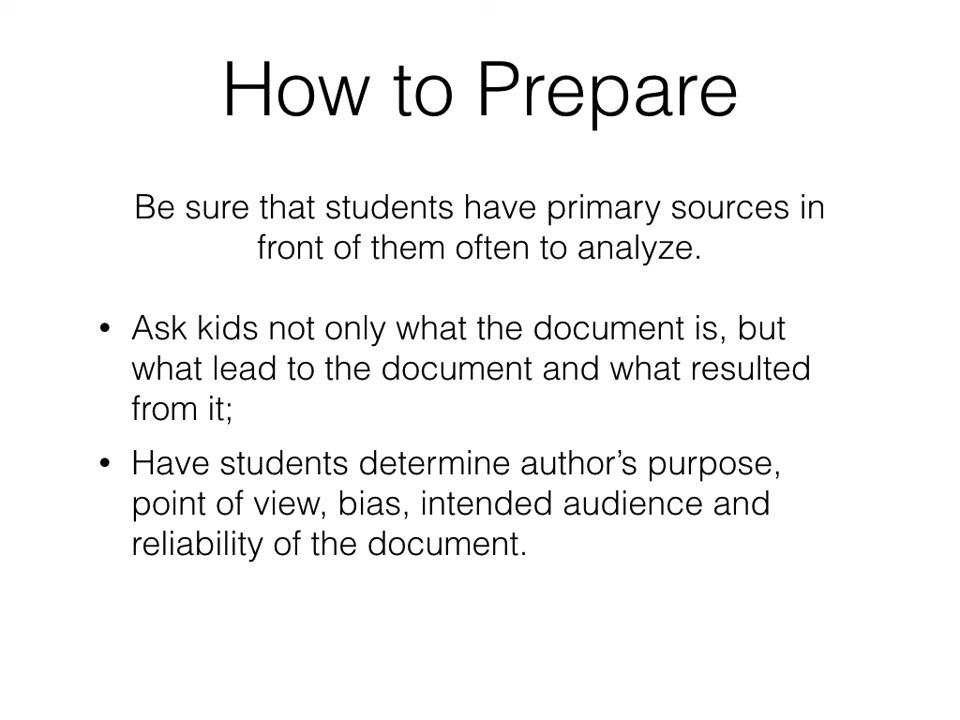 How to Prepare
Be sure that students have primary sources in
front of them often to analyze.
• Ask kids not only what the document is, but
what lead to the document and what resulted
from it;
• Have students determine author’s purpose,
point of view, bias, intended audience and
reliability of the document.